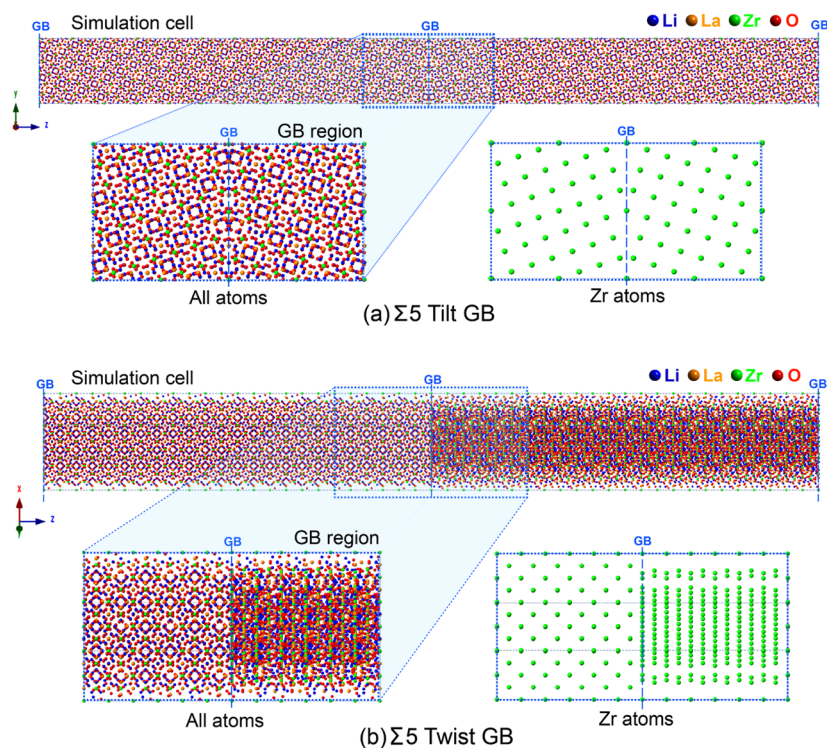 GB
Simulation cell
GB
Li La Zr O
GB
y
z
GB
GB region
GB
All atoms
Zr atoms
(a) Σ5 Tilt GB
Simulation cell
Li La Zr O
GB
GB
GB
X
z
GB
GB region
GB
All atoms
Zr atoms
(b) Σ5 Twist GB